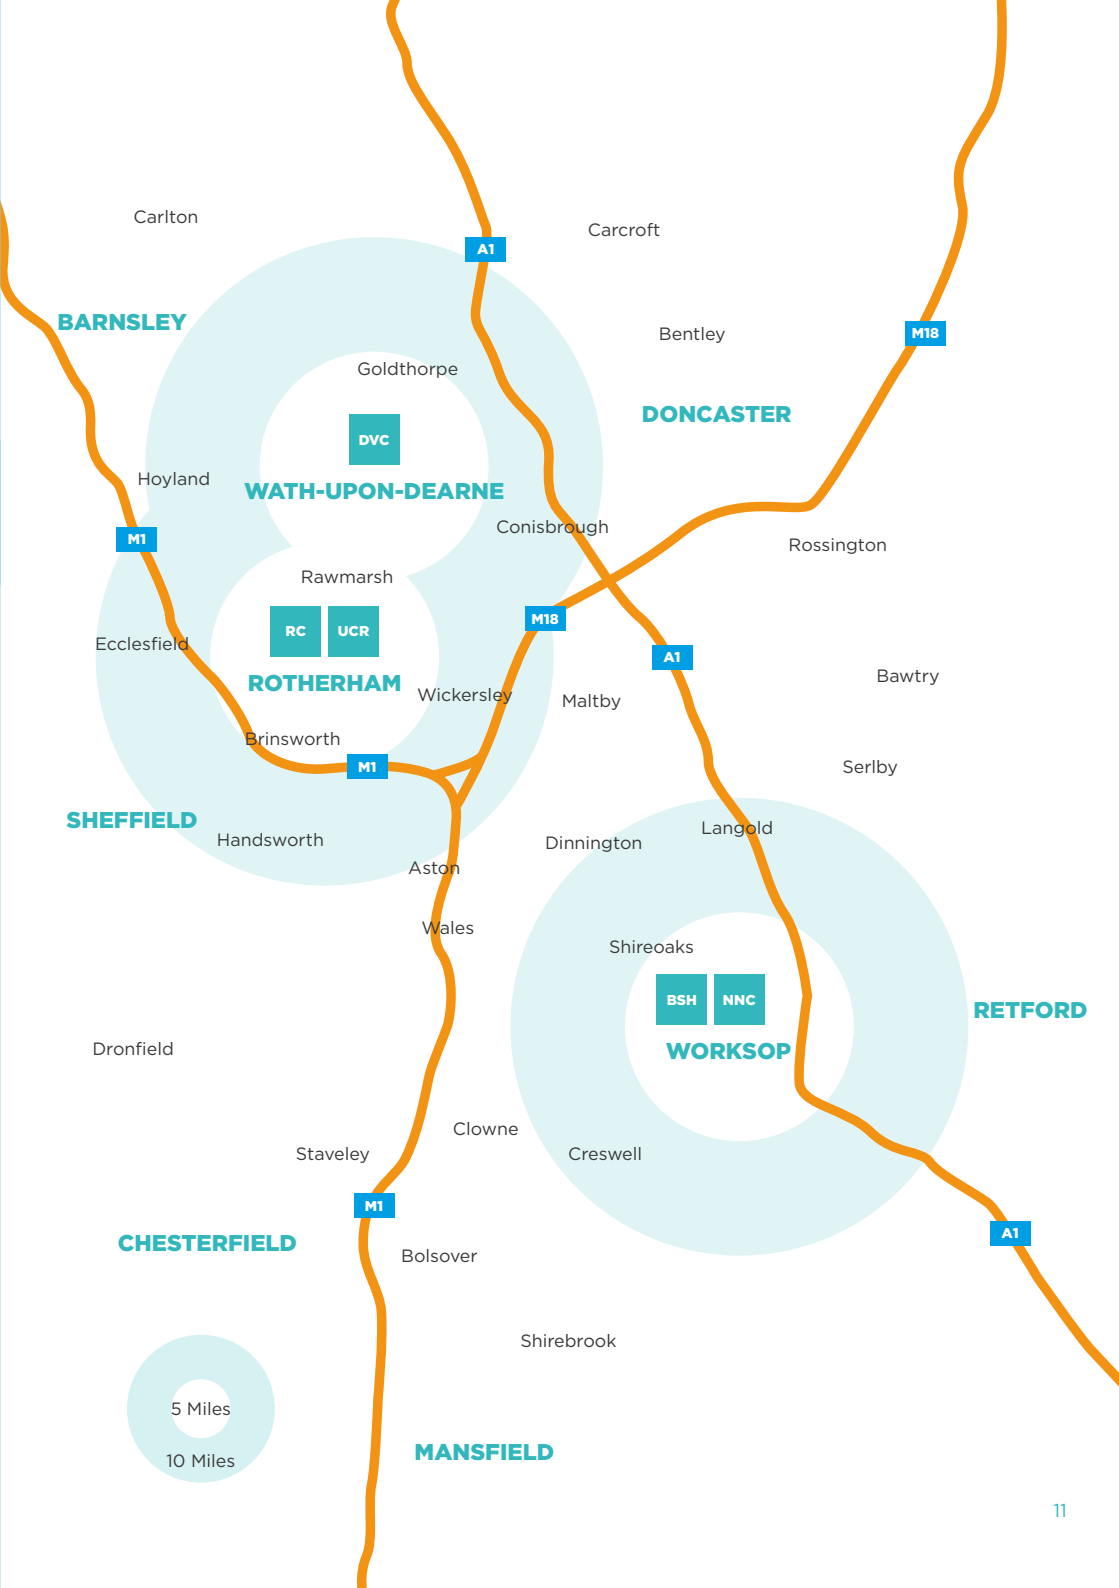 Carlton
Carcroft
A1
BARNSLEY
Bentley
M18
Goldthorpe
DONCASTER
DVC
Hoyland
WATH-UPON-DEARNE
Conisbrough
M1
Rossington
Rawmarsh
M18
RC
UCR
Ecclesfield
A1
Bawtry
ROTHERHAM
Wickersley
Maltby
Brinsworth
M1
Serlby
SHEFFIELD
Langold
Handsworth
Dinnington
Aston
Wales
Shireoaks
BSH
NNC
RETFORD
WORKSOP
Dronfield
Clowne
Staveley
Creswell
M1
A1
CHESTERFIELD
Bolsover
Shirebrook
5 Miles
10 Miles
MANSFIELD
11